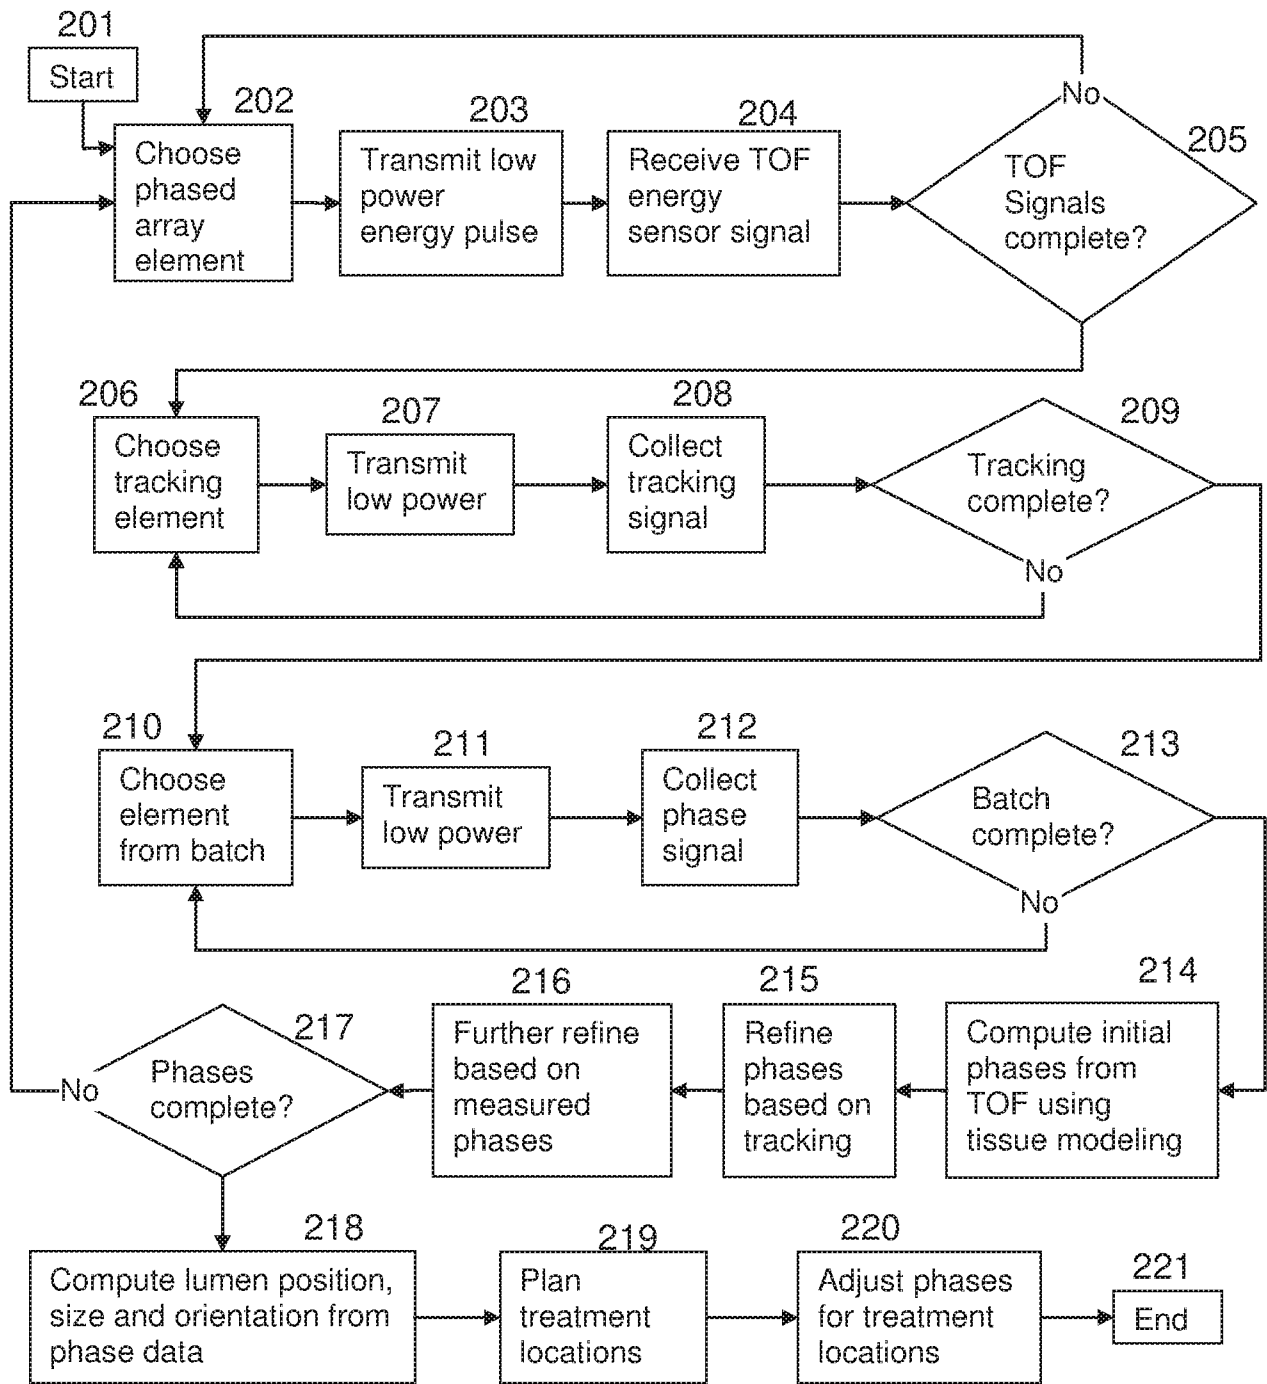 201
Start
202
Choose
phased
array
element
203
Transmit low
power
energy pulse
204
Receive TOF
energy
sensor signal
No
205
TOF
Signals
complete?
206
Choose
tracking
element
207
Transmit
low power
208
Collect
tracking
signal
209
Tracking
complete?
No
210
Choose
element
from batch
211
Transmit
low power
212
Collect
phase
signal
213
Batch
complete?
No
214
Compute initial
phases from
TOF using
tissue modeling
215
Refine
phases
based on
tracking
216
Further refine
based on
measured
phases
217
Phases
complete?
No
218
Compute lumen position,
size and orientation from
phase data
219
Plan
treatment
locations
220
Adjust phases
for treatment
locations
221
End